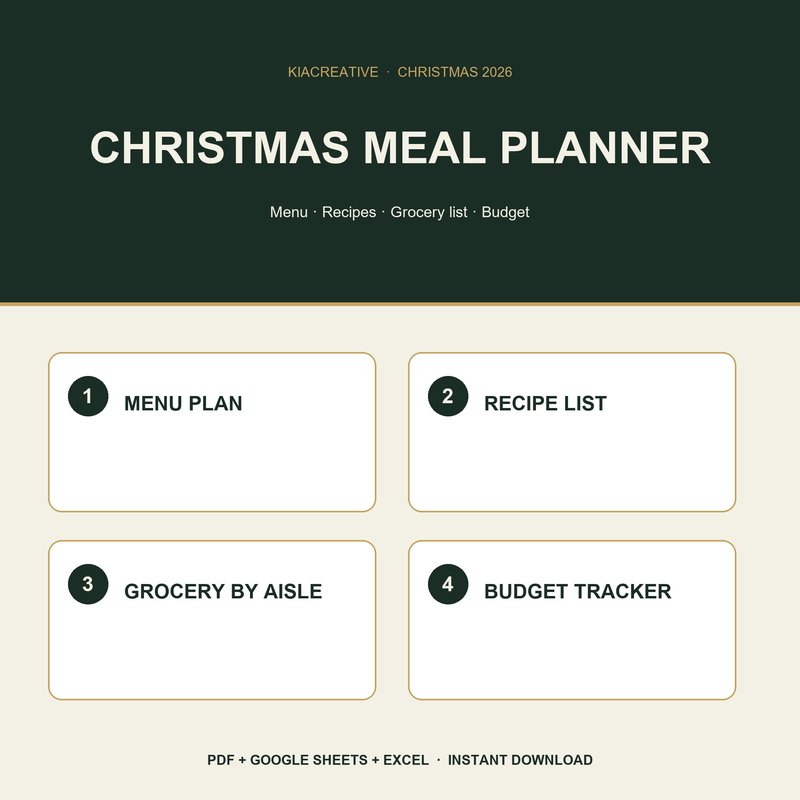 KIACREATIVE · CHRISTMAS 2026
CHRISTMAS MEAL PLANNER
Menu · Recipes · Grocery list · Budget
1 MENU PLAN
2 RECIPE LIST
3 GROCERY BY AISLE
4 BUDGET TRACKER
PDF + GOOGLE SHEETS + EXCEL · INSTANT DOWNLOAD